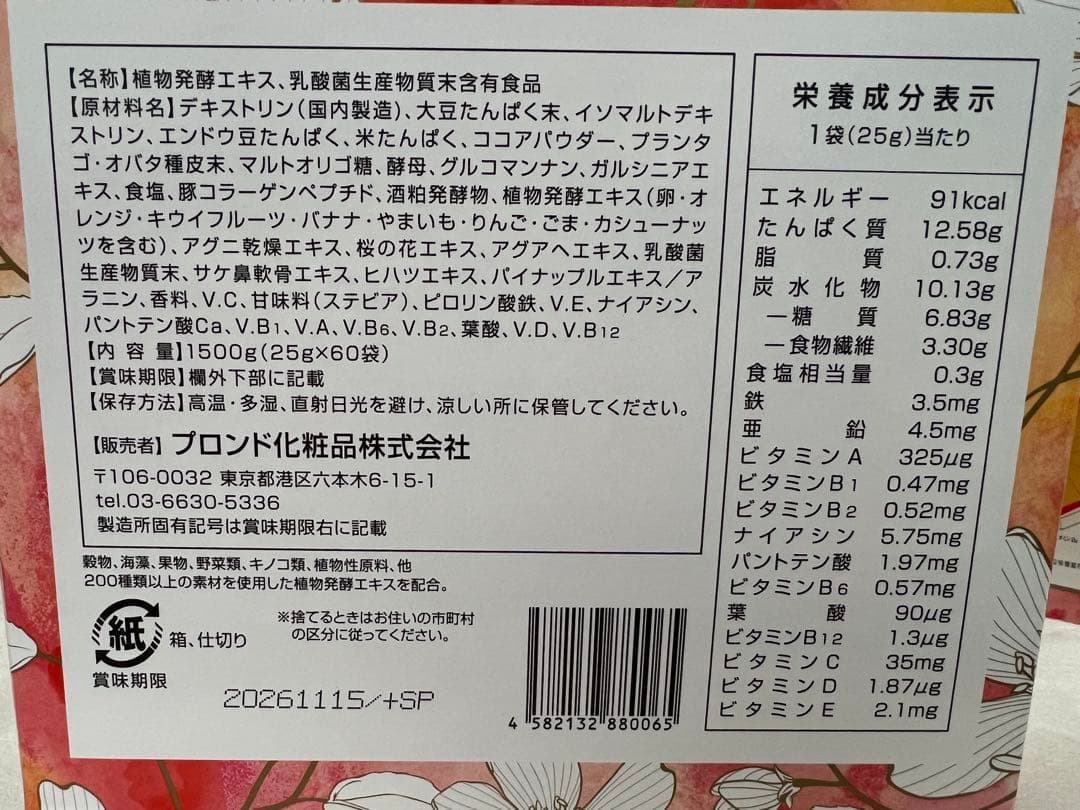 【名称】植物発酵エキス、乳酸菌生産物質末含有食品
【原材料名】デキストリン(国内製造)、大豆たんぱく末、イソマルトデキ
ストリン、エンドウ豆たんぱく、米たんぱく、ココアパウダー、プランタ
ゴ・オバタ種皮末、マルトオリゴ糖、酵母、グルコマンナン、ガルシニアエ
キス、食塩、豚コラーゲンペプチド、酒粕発酵物、植物発酵エキス(卵・オ
レンジ・キウイフルーツ・バナナ・やまいも・りんご・ごま・カシューナッ
ツを含む)、アグニ乾燥エキス、桜の花エキス、アグアヘエキス、乳酸菌
生産物質末、サケ鼻軟骨エキス、ヒハツエキス、パイナップルエキス/ア
ラニン、香料、V.C、甘味料(ステビア)、ピロリン酸鉄、V.E、ナイアシン、
パントテン酸Ca、V.B1、V.A、V.B6、V.B2、葉酸、V.D、V.B12
【内 容 量】1500g(25g×60袋)
【賞味期限】欄外下部に記載
【保存方法】高温・多湿、直射日光を避け、涼しい所に保管してください。
【販売者】プロンド化粧品株式会社
〒106-0032 東京都港区六本木6-15-1
tel.03-6630-5336
製造所固有記号は賞味期限右に記載
穀物、海藻、果物、野菜類、キノコ類、植物性原料、他
200種類以上の素材を使用した植物発酵エキスを配合。
紙
箱、仕切り
※捨てるときはお住いの市町村
の区分に従ってください。
賞味期限
20261115/+SP
4 582132 880065
栄養成分表示
1袋(25g)当たり
エネルギー 91kcal
たんぱく質 12.58g
脂質 0.73g
炭水化物 10.13g
―糖質 6.83g
―食物繊維 3.30g
食塩相当量 0.3g
鉄 3.5mg
亜鉛 4.5mg
ビタミンA 325μg
ビタミンB1 0.47mg
ビタミンB2 0.52mg
ナイアシン 5.75mg
パントテン酸 1.97mg
ビタミンB6 0.57mg
葉酸 90μg
ビタミンB12 1.3μg
ビタミンC 35mg
ビタミンD 1.87μg
ビタミンE 2.1mg